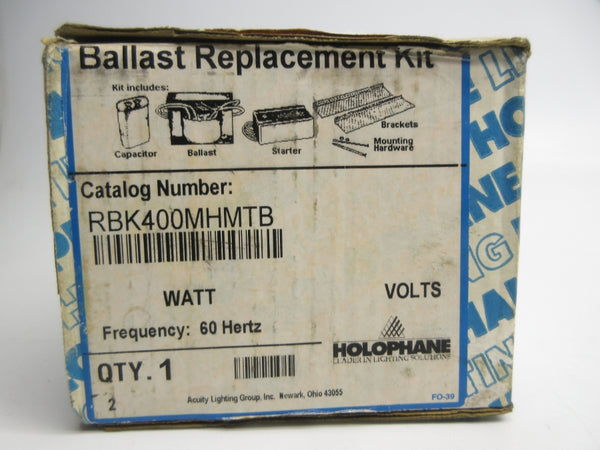 Ballast Replacement Kit
Kit includes:
Capacitor
Ballast
Starter
Brackets
Mounting
Hardware
Catalog Number:
RBK400MHMTB
WATT
VOLTS
Frequency: 60 Hertz
HOLOPHANE
LEADER IN LIGHTING SOLUTIONS
QTY. 1
2
Acuity Lighting Group, Inc. Newark, Ohio 43055
FO-39